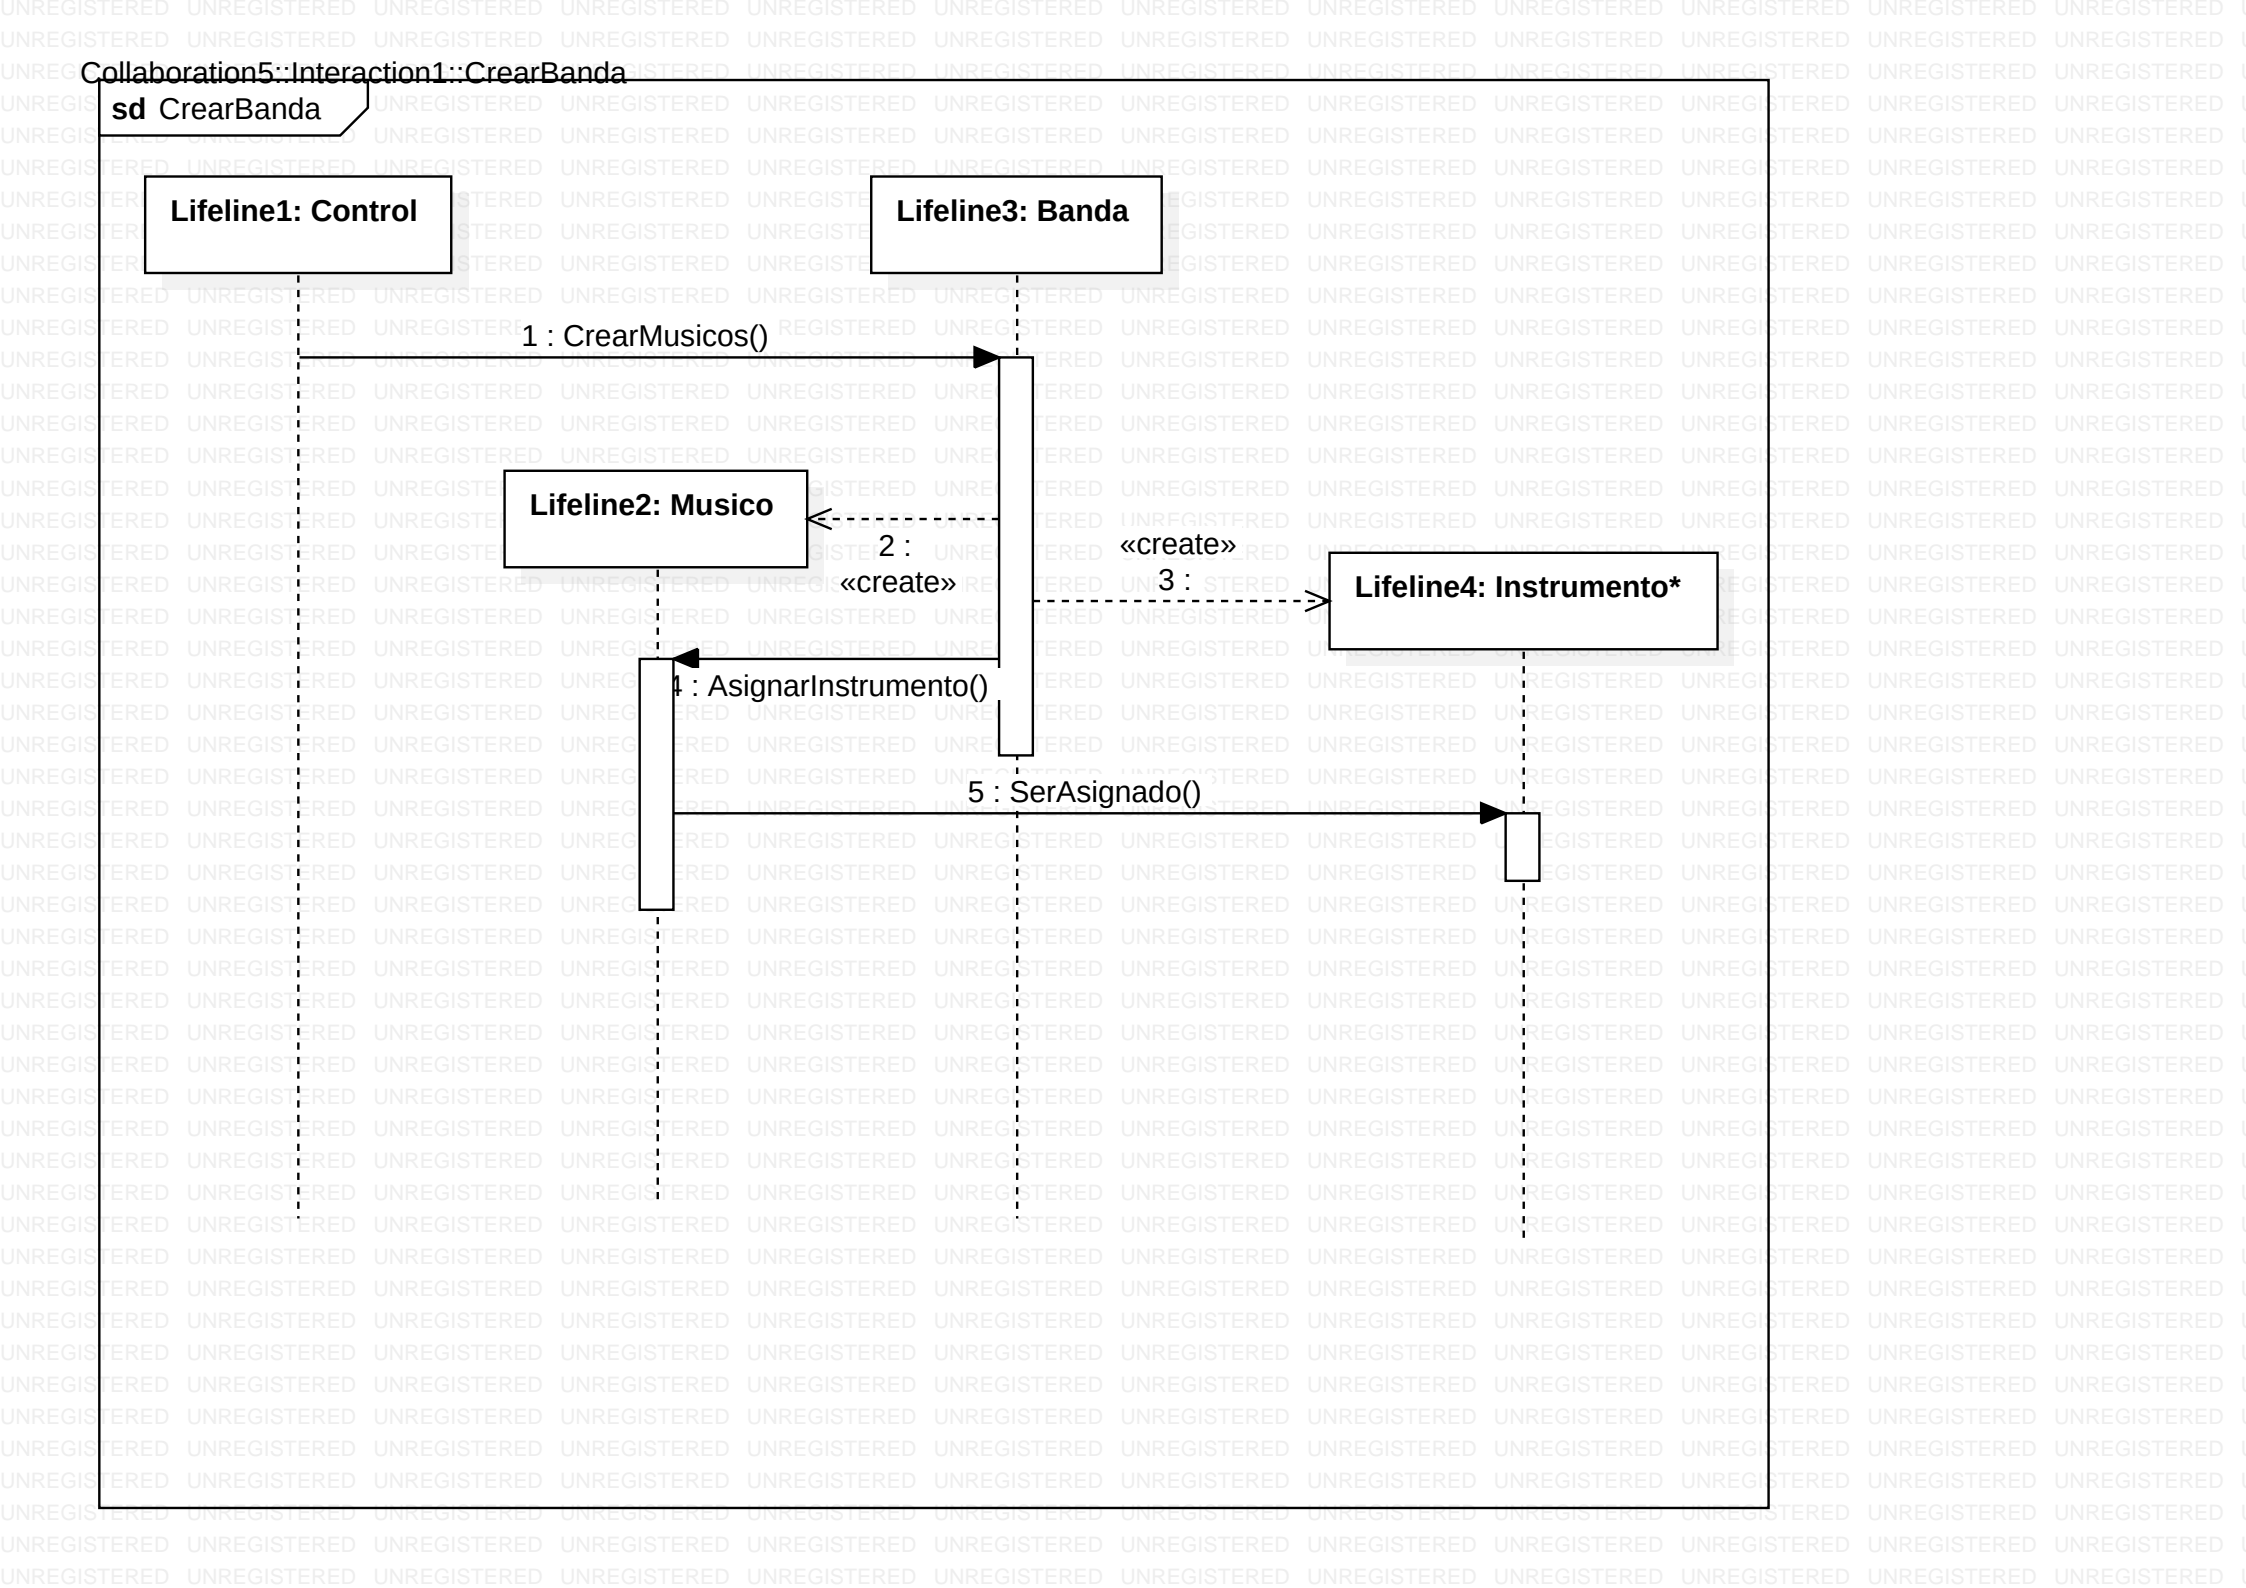 Collaboration5::Interaction1::CrearBanda
sd CrearBanda
Lifeline1: Control
Lifeline3: Banda
1 : CrearMusicos()
Lifeline2: Musico
2 :
«create»
«create»
3 :
Lifeline4: Instrumento*
4 : AsignarInstrumento()
5 : SerAsignado()
UNREGISTERED